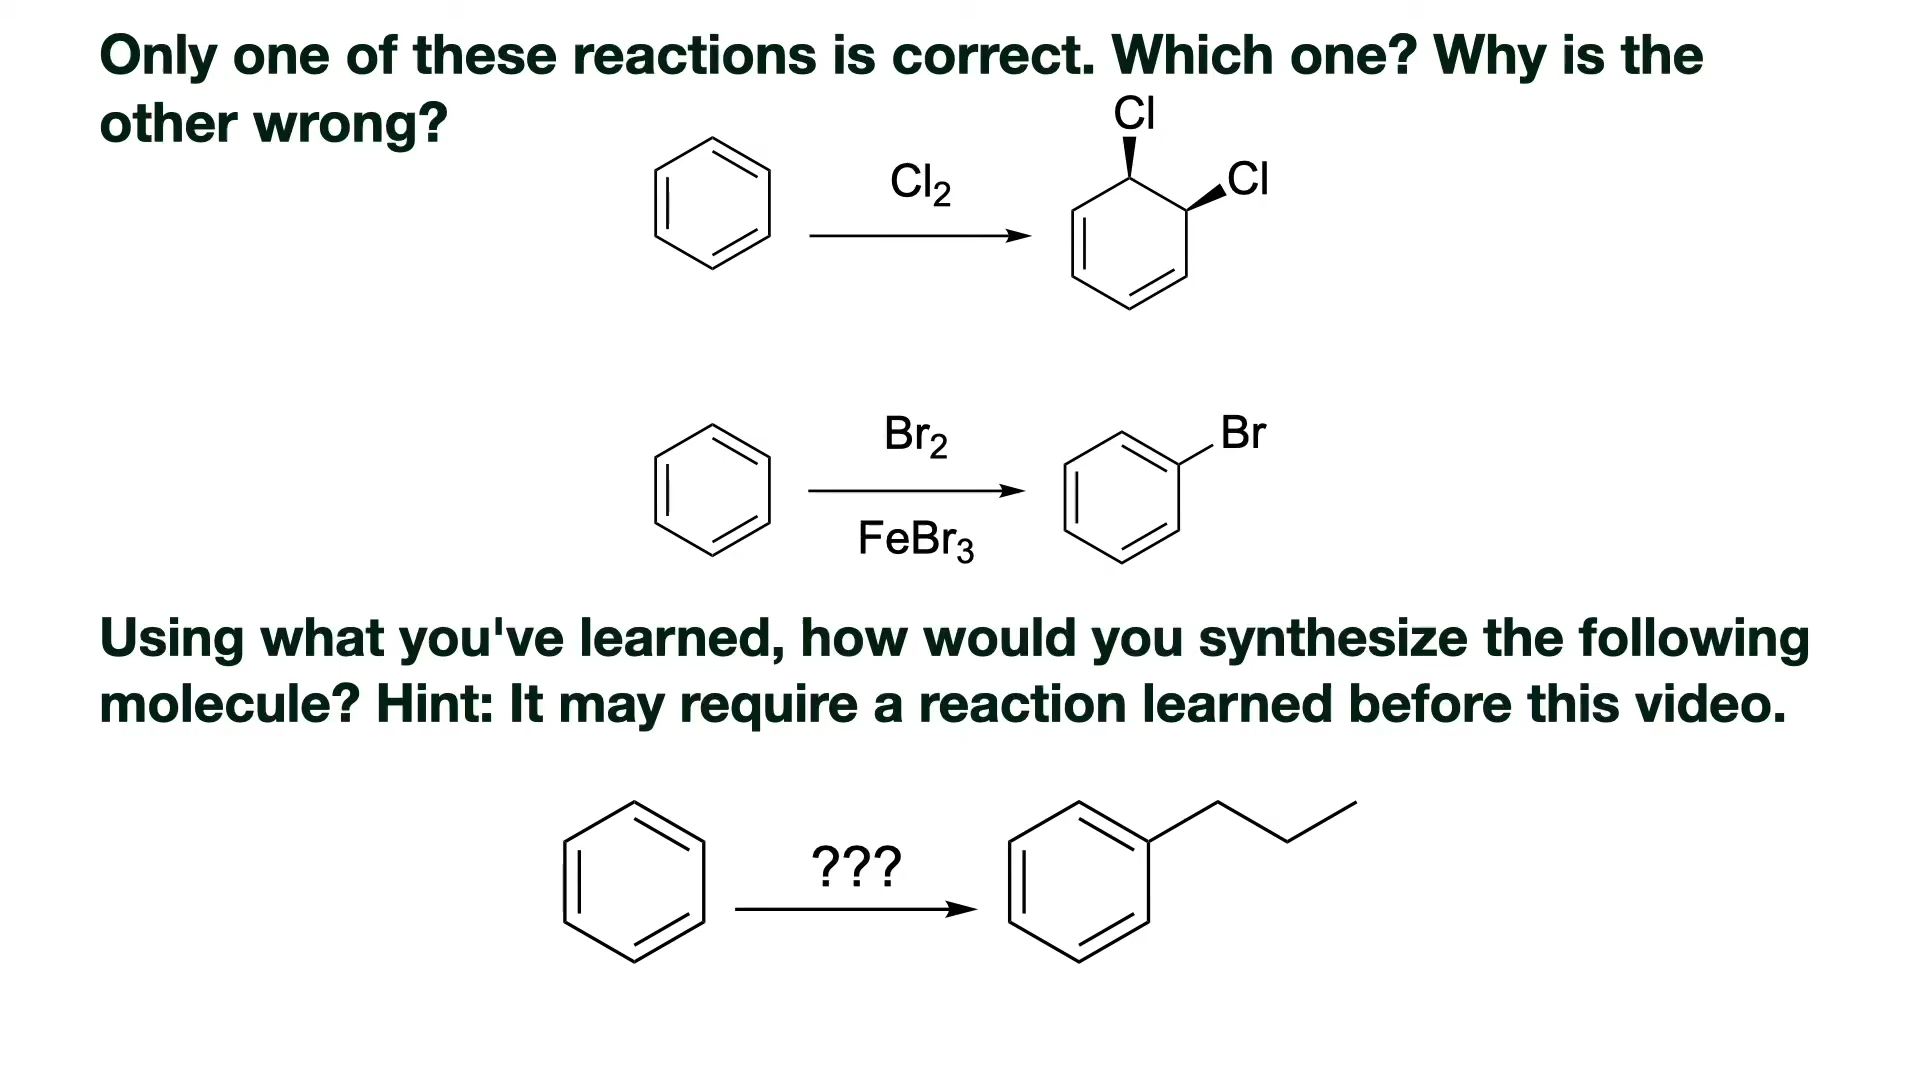 Only one of these reactions is correct. Which one? Why is the
other wrong?
Cl
Cl
Cl₂
Br₂
Br
FeBr₃
Using what you've learned, how would you synthesize the following
molecule? Hint: It may require a reaction learned before this video.
???